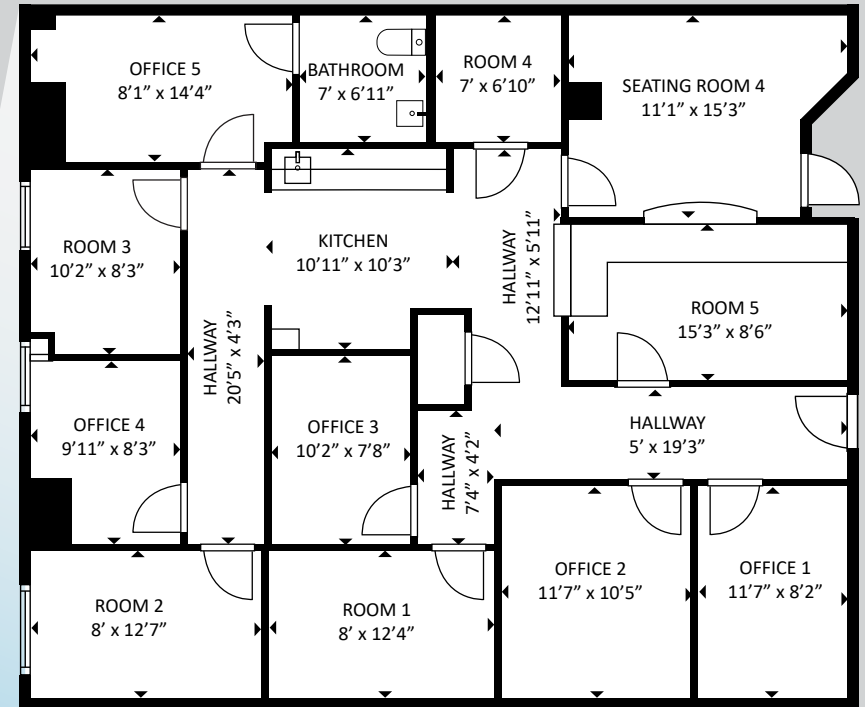 OFFICE 5
8’1” x 14’4”
BATHROOM
7’ x 6’11”
ROOM 4
7’ x 6’10”
SEATING ROOM 4
11’1” x 15’3”
ROOM 3
10’2” x 8’3”
KITCHEN
10’11” x 10’3”
HALLWAY
12’11” x 5’11”
ROOM 5
15’3” x 8’6”
HALLWAY
20’5” x 4’3”
OFFICE 4
9’11” x 8’3”
OFFICE 3
10’2” x 7’8”
HALLWAY
7’4” x 4’2”
HALLWAY
5’ x 19’3”
ROOM 2
8’ x 12’7”
ROOM 1
8’ x 12’4”
OFFICE 2
11’7” x 10’5”
OFFICE 1
11’7” x 8’2”